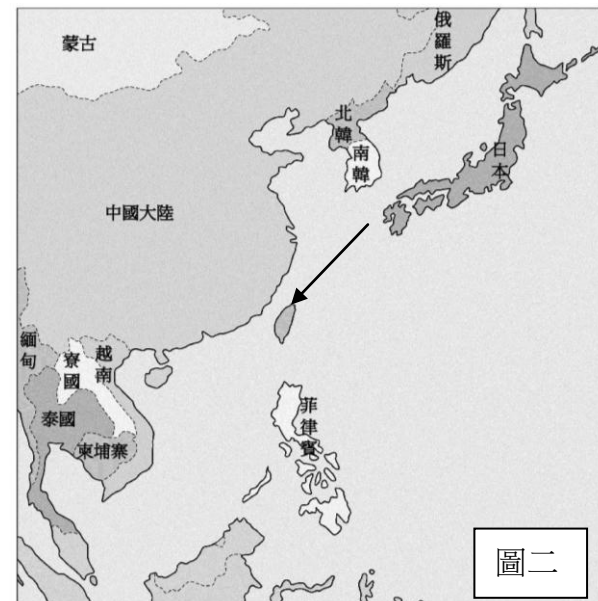 蒙古
俄羅斯
北韓
南韓
日本
中國大陸
緬甸
寮國
越南
泰國
柬埔寨
菲律賓
圖二